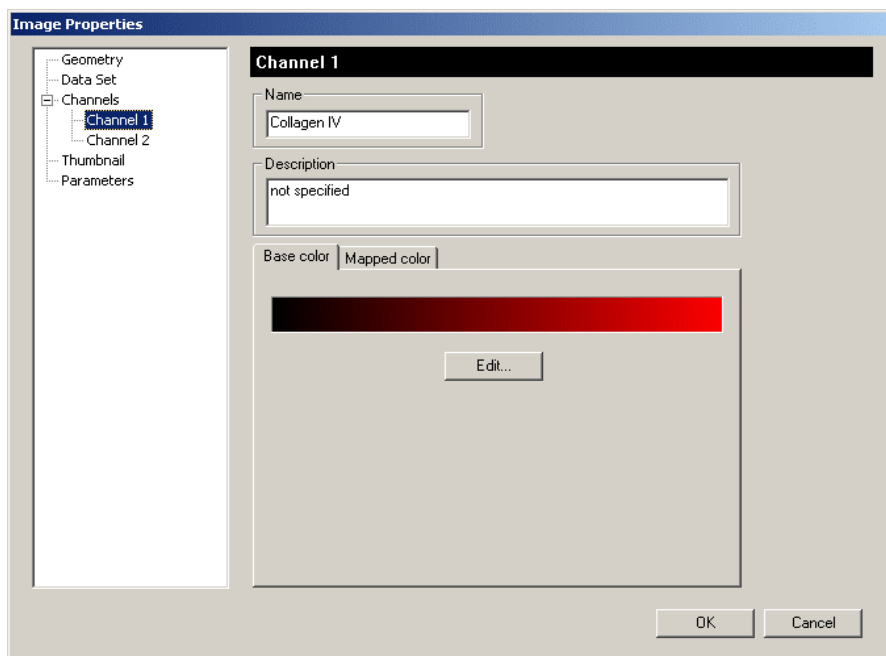 Image Properties
Geometry
Data Set
Channels
Channel 1
Channel 2
Thumbnail
Parameters
Channel 1
Name
Collagen IV
Description
not specified
Base color
Mapped color
Edit...
OK
Cancel